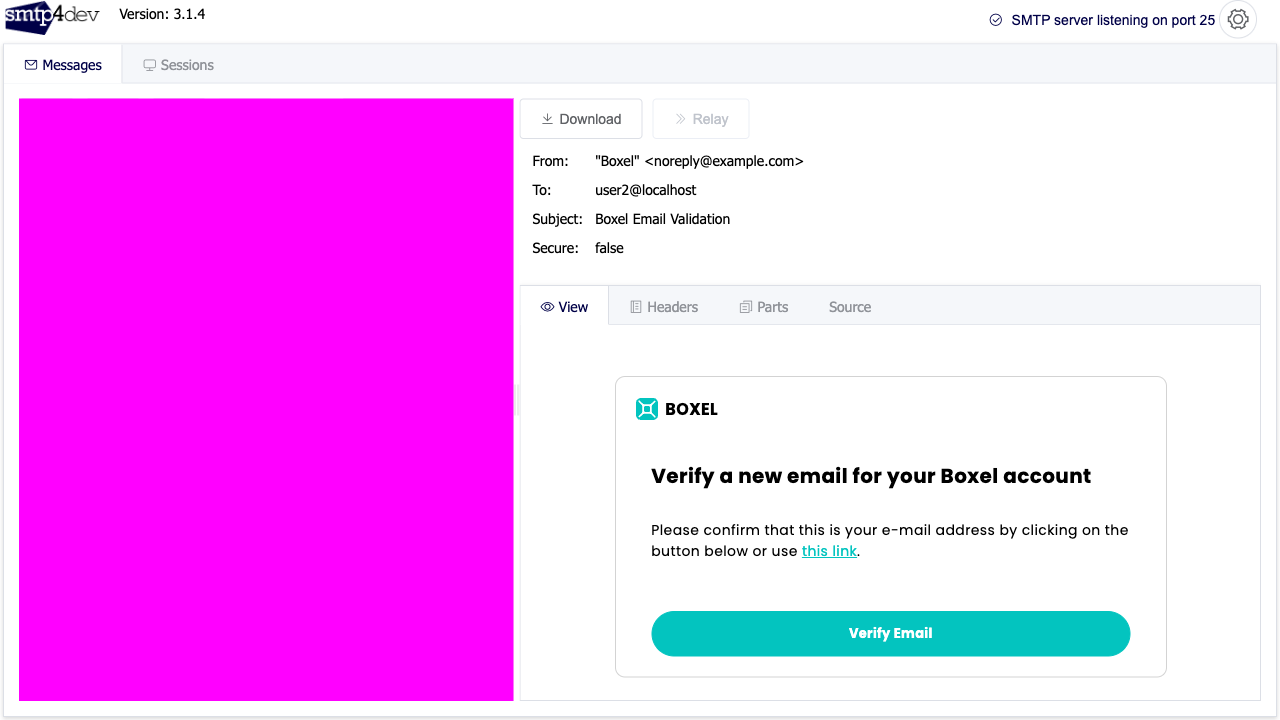 smtp4dev Version: 3.1.4 SMTP server listening on port 25
Messages Sessions
Download Relay
From: "Boxel" <noreply@example.com>
To: user2@localhost
Subject: Boxel Email Validation
Secure: false
View Headers Parts Source
BOXEL
Verify a new email for your Boxel account
Please confirm that this is your e-mail address by clicking on the
button below or use this link.
Verify Email